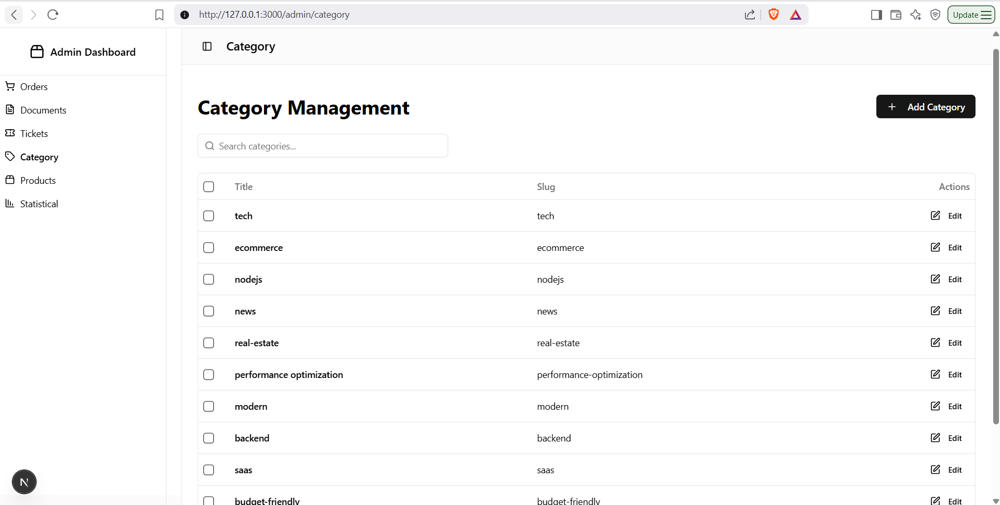 http://127.0.0.1:3000/admin/category
Update
Admin Dashboard
Orders
Documents
Tickets
Category
Products
Statistical
N
Category
Category Management
+ Add Category
Search categories...
Title Slug Actions
tech tech Edit
ecommerce ecommerce Edit
nodejs nodejs Edit
news news Edit
real-estate real-estate Edit
performance optimization performance-optimization Edit
modern modern Edit
backend backend Edit
saas saas Edit
budget-friendly budget-friendly Edit